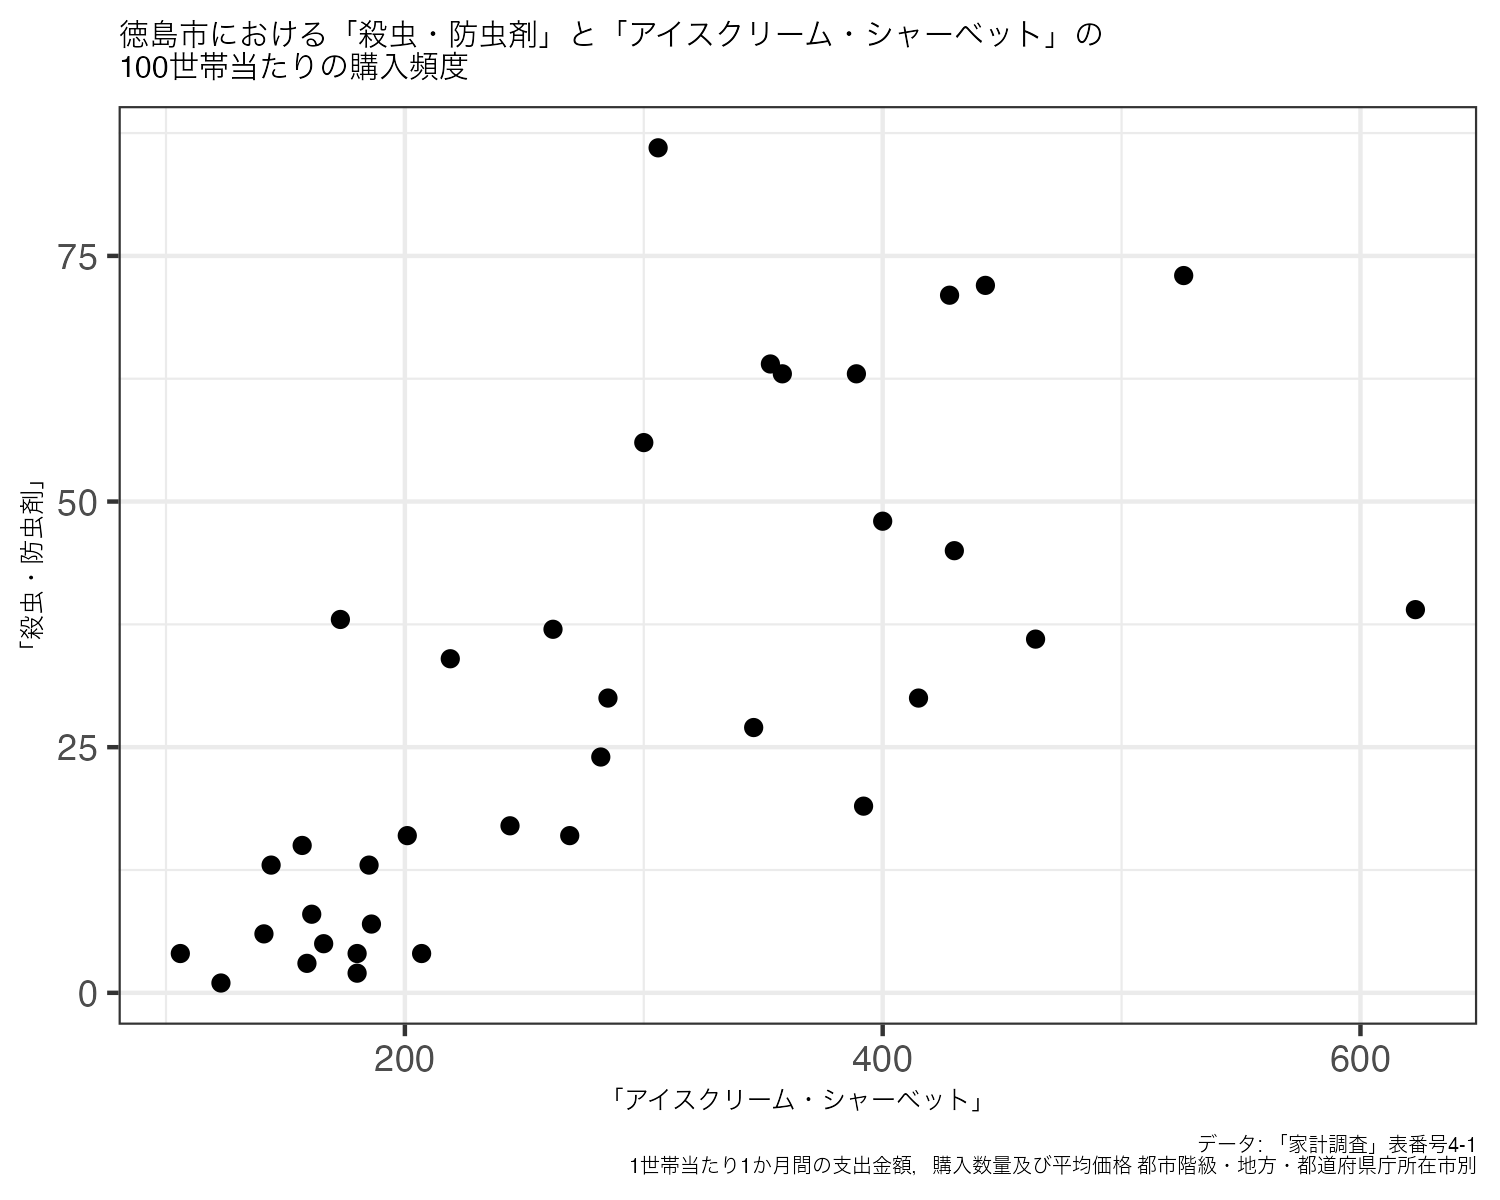 徳島市における「殺虫・防虫剤」と「アイスクリーム・シャーベット」の
100世帯当たりの購入頻度
75
50
25
0
「殺虫・防虫剤」
200
400
600
「アイスクリーム・シャーベット」
データ: 「家計調査」表番号4-1
1世帯当たり1か月間の支出金額，購入数量及び平均価格 都市階級・地方・都道府県庁所在市別